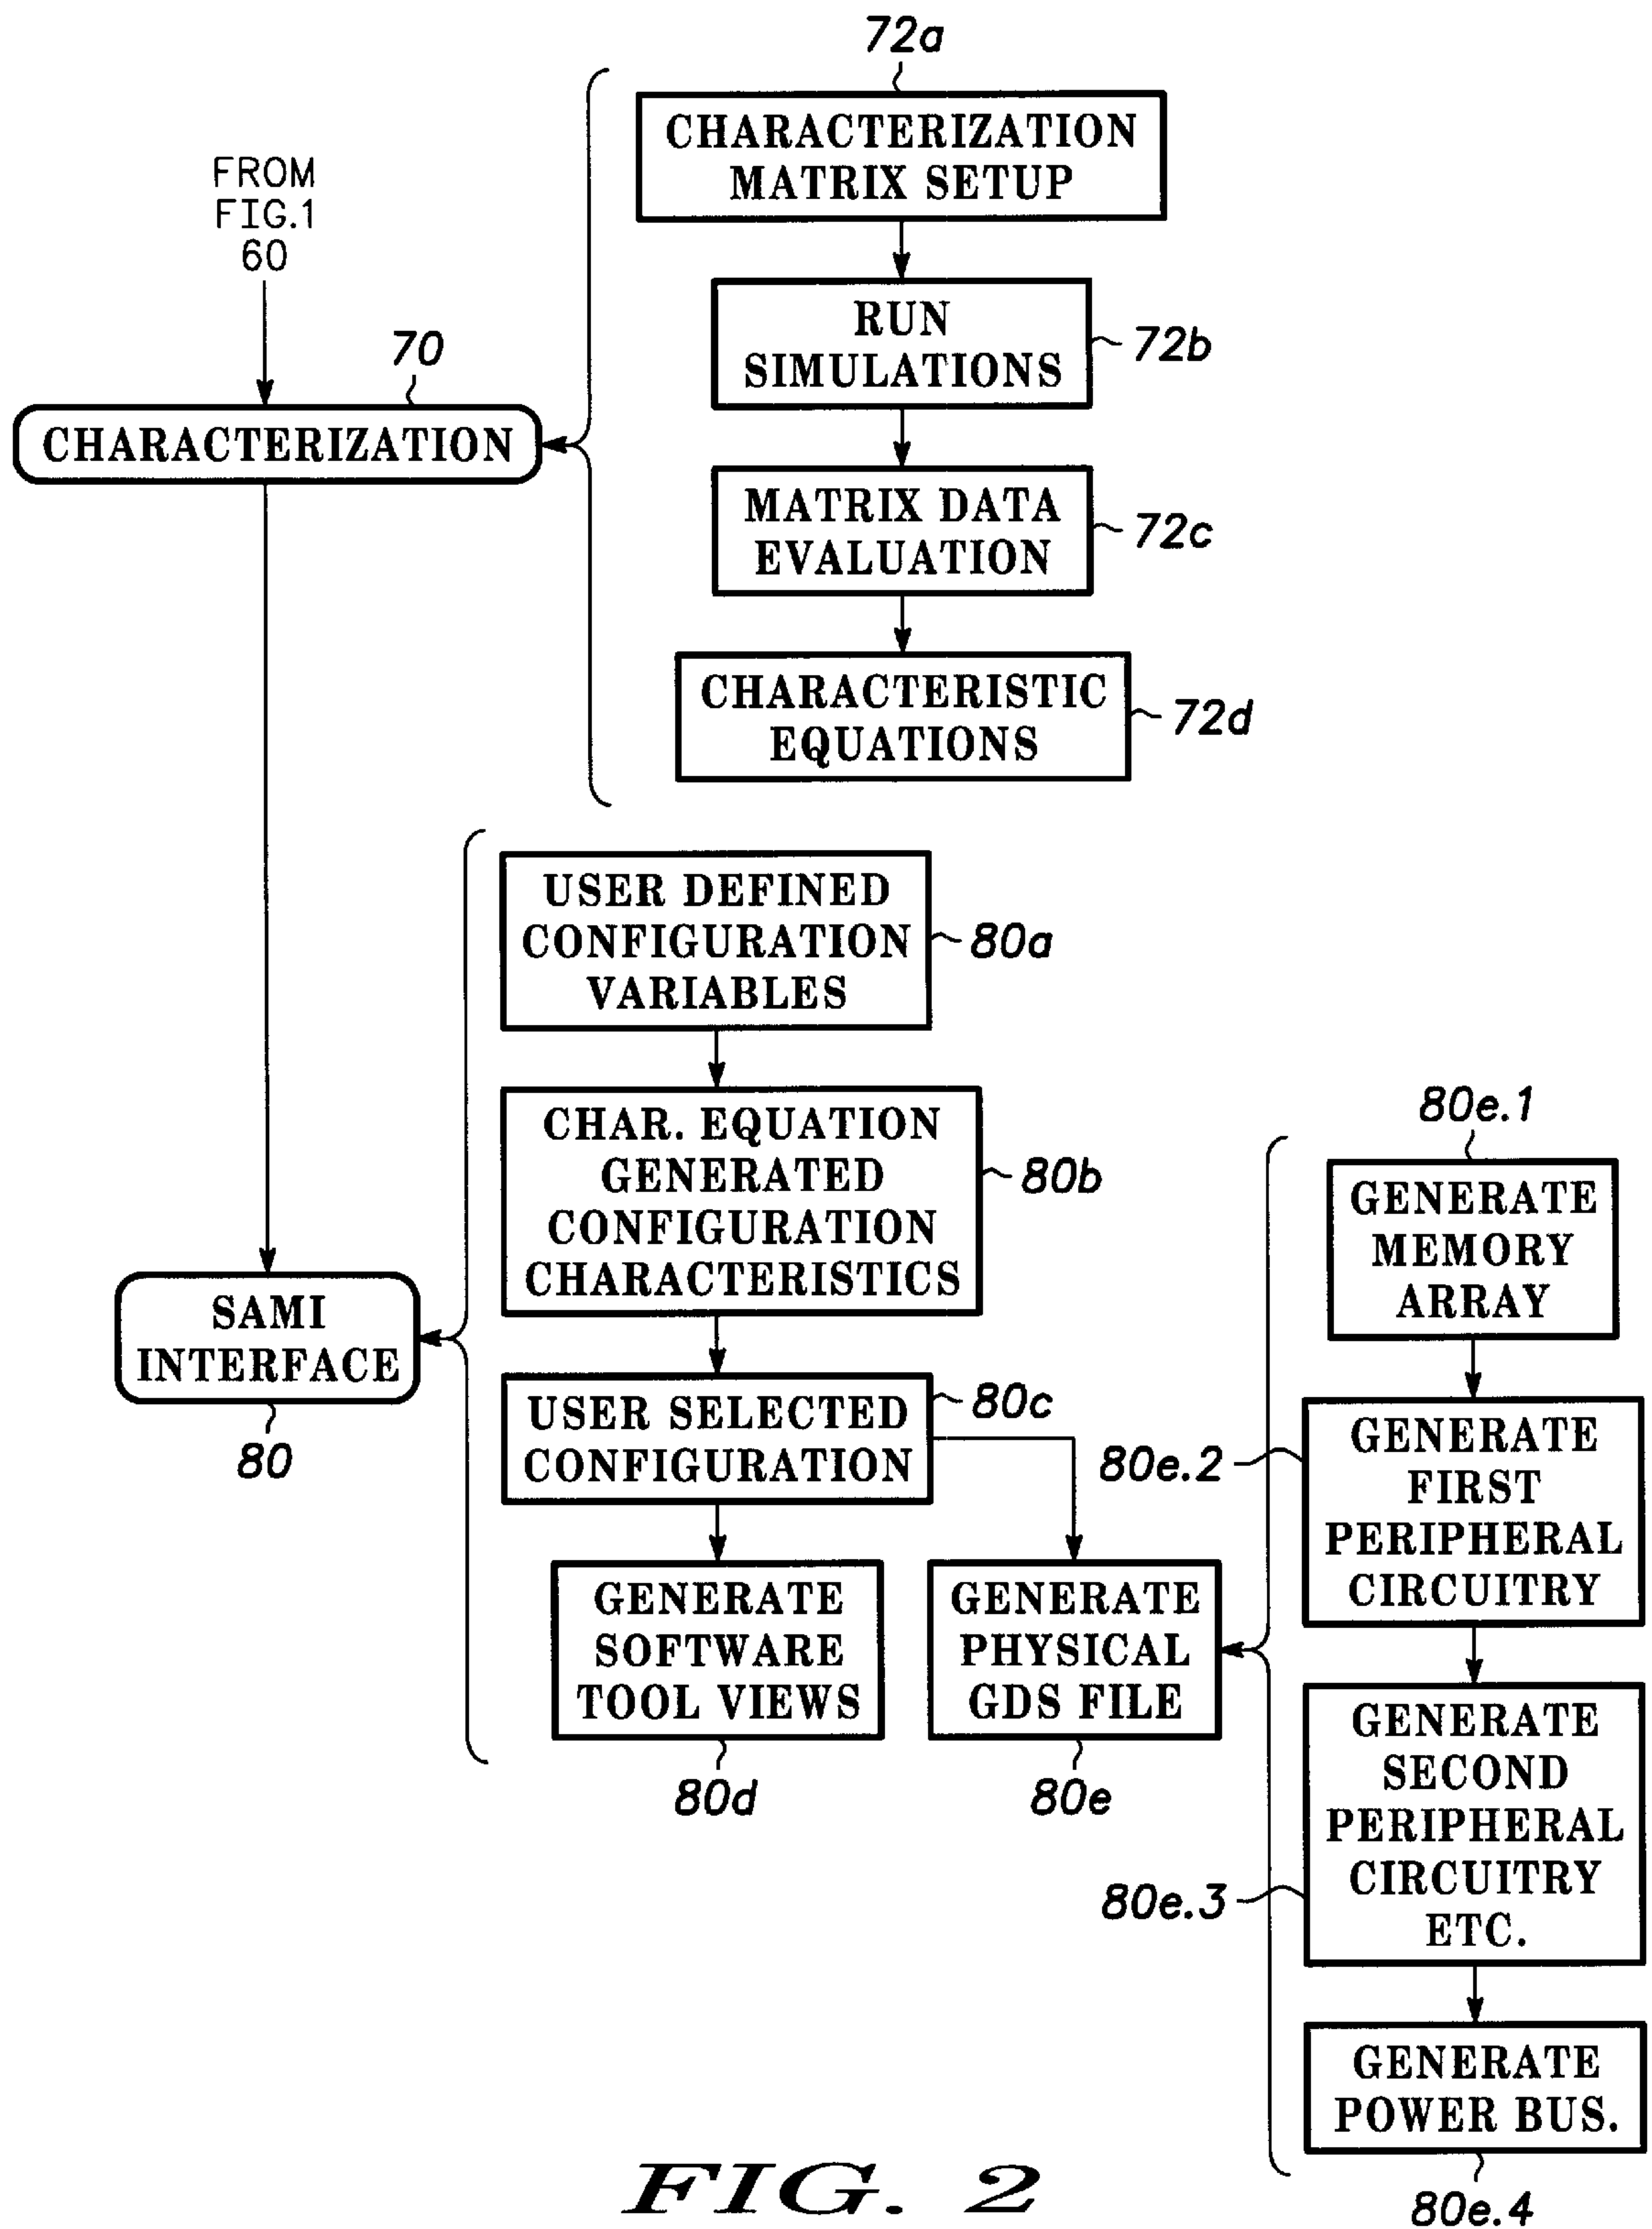 72a
CHARACTERIZATION
MATRIX SETUP
FROM
FIG.1
60
RUN
SIMULATIONS
72b
70
CHARACTERIZATION
MATRIX DATA
EVALUATION
72c
CHARACTERISTIC
EQUATIONS
72d
USER DEFINED
CONFIGURATION
VARIABLES
80a
CHAR. EQUATION
GENERATED
CONFIGURATION
CHARACTERISTICS
80b
SAMI
INTERFACE
80
USER SELECTED
CONFIGURATION
80c
GENERATE
SOFTWARE
TOOL VIEWS
80d
GENERATE
PHYSICAL
GDS FILE
80e
80e.1
GENERATE
MEMORY
ARRAY
80e.2
GENERATE
FIRST
PERIPHERAL
CIRCUITRY
GENERATE
SECOND
PERIPHERAL
CIRCUITRY
ETC.
80e.3
GENERATE
POWER BUS.
80e.4
FIG. 2